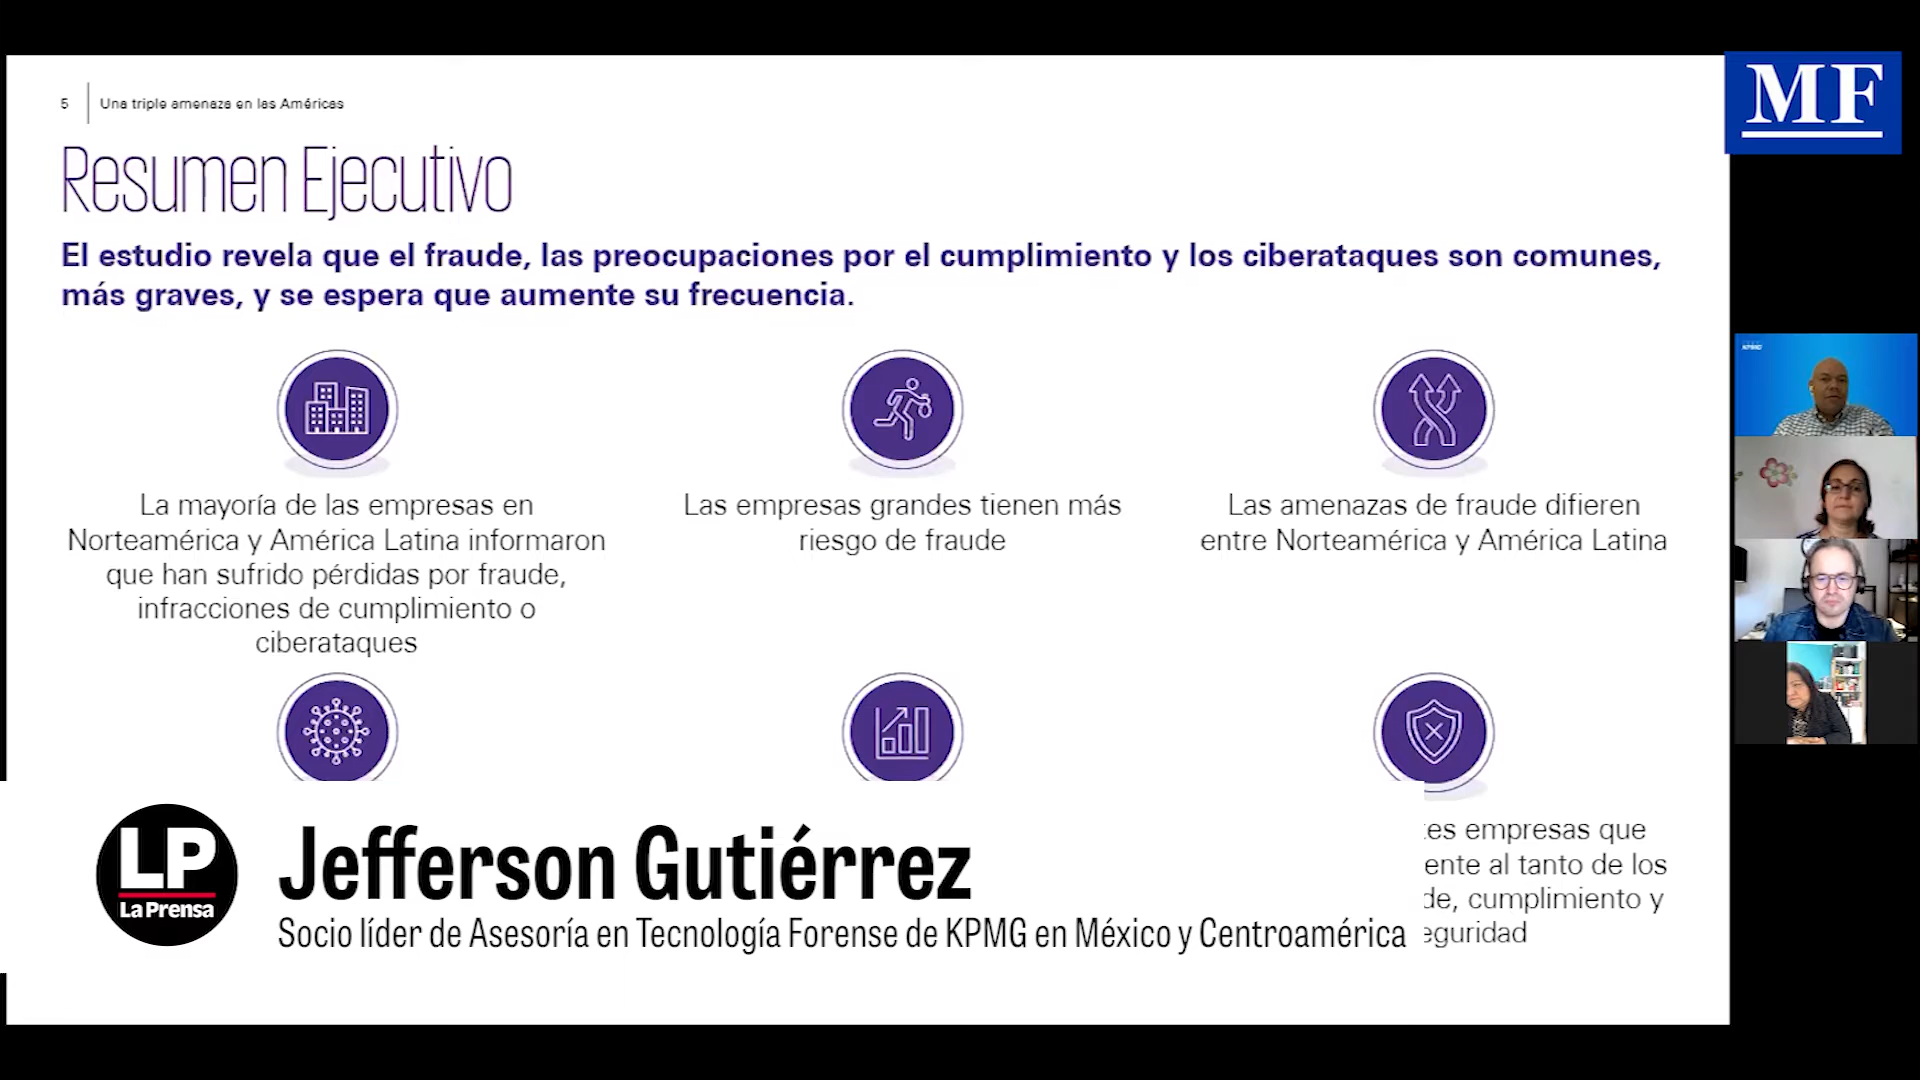 5
Una triple amenaza en las Américas
MF
Resumen Ejecutivo
El estudio revela que el fraude, las preocupaciones por el cumplimiento y los ciberataques son comunes,
más graves, y se espera que aumente su frecuencia.
KPMG
La mayoría de las empresas en
Norteamérica y América Latina informaron
que han sufrido pérdidas por fraude,
infracciones de cumplimiento o
ciberataques
Las empresas grandes tienen más
riesgo de fraude
Las amenazas de fraude difieren
entre Norteamérica y América Latina
empresas que
al tanto de los
cumplimiento y
LP
La Prensa
Jefferson Gutiérrez
Socio líder de Asesoría en Tecnología Forense de KPMG en México y Centroamérica